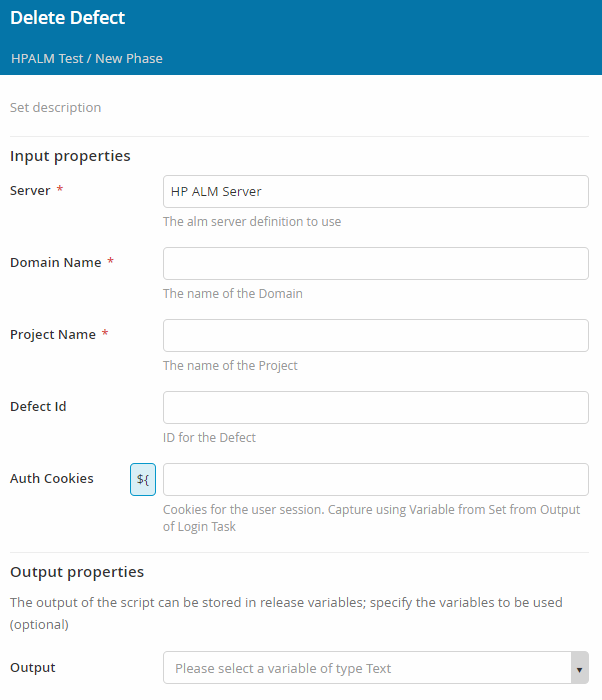 Delete Defect
HPALM Test / New Phase
Set description
Input properties
Server *
HP ALM Server
The alm server definition to use
Domain Name *
The name of the Domain
Project Name *
The name of the Project
Defect Id
ID for the Defect
Auth Cookies
${
Cookies for the user session. Capture using Variable from Set from Output
of Login Task
Output properties
The output of the script can be stored in release variables; specify the variables to be used
(optional)
Output
Please select a variable of type Text